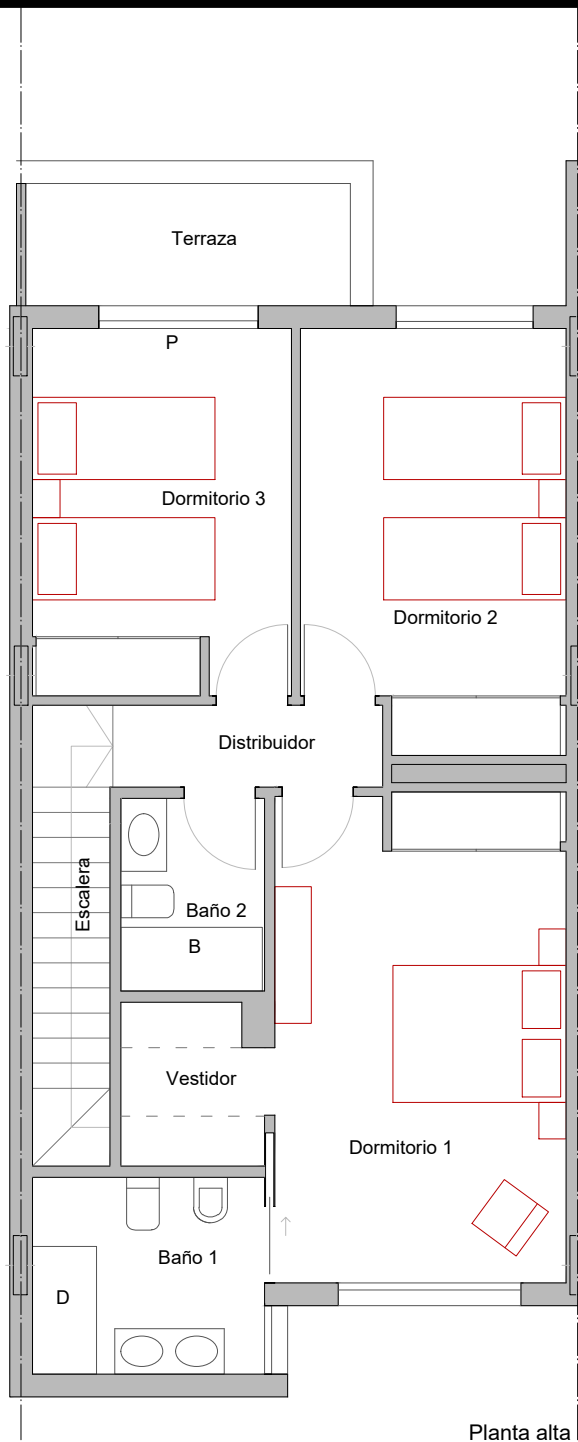 Terraza
P
Dormitorio 3
Dormitorio 2
Distribuidor
Escalera
Baño 2
B
Vestidor
Dormitorio 1
Baño 1
D
Planta alta